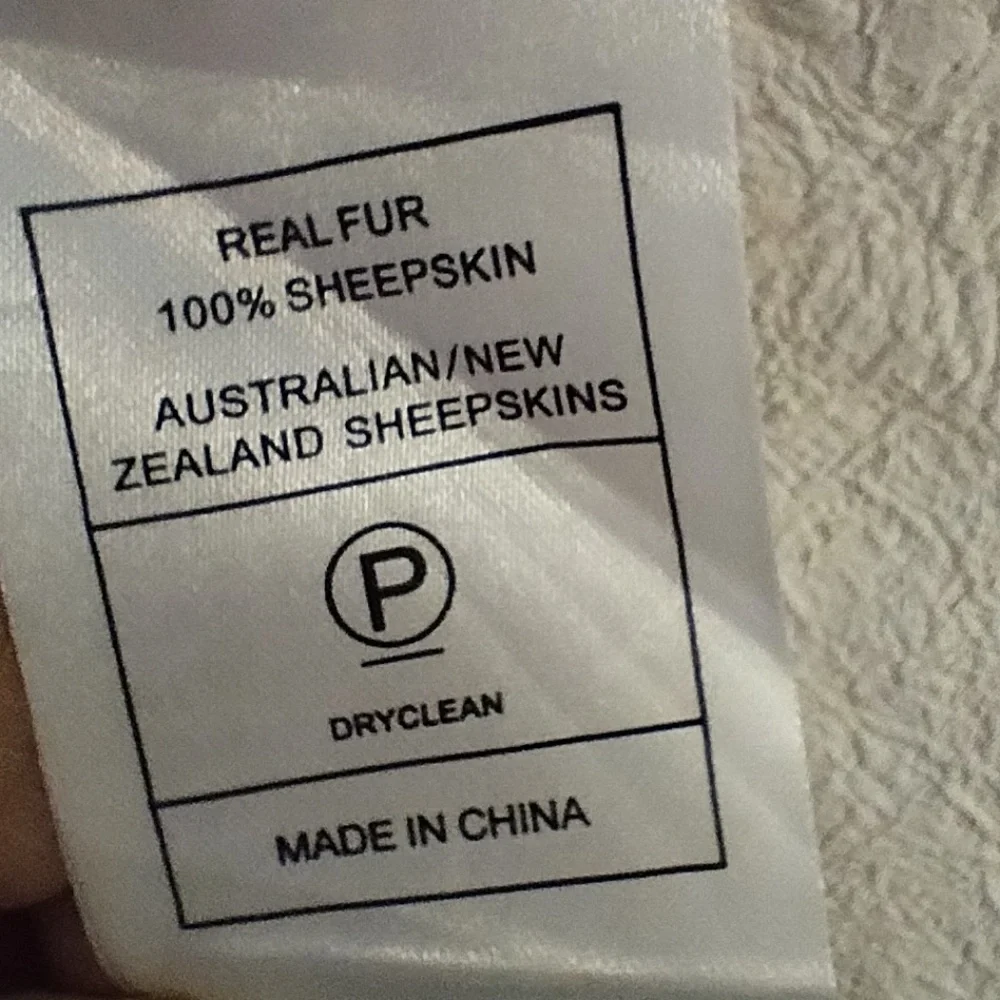 REAL FUR
100% SHEEPSKIN
AUSTRALIAN/NEW
ZEALAND SHEEPSKINS
P
DRYCLEAN
MADE IN CHINA